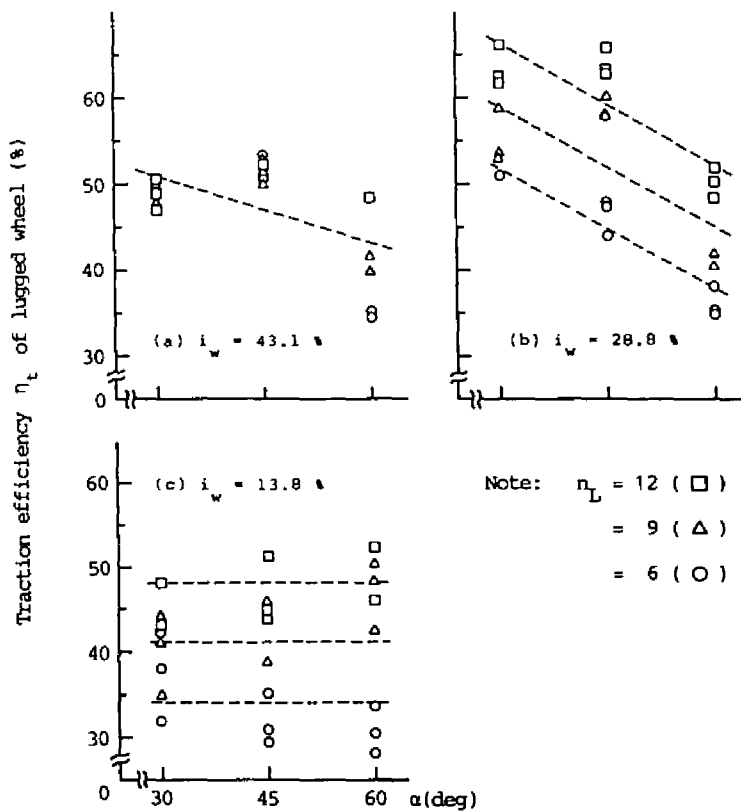 Traction efficiency η_t of lugged wheel (%)
60
50
40
30
0
(a) i_w = 43.1 %
(b) i_w = 28.8 %
60
50
40
30
0
(c) i_w = 13.8 %
30 45 60 α(deg)
Note: n_L = 12 ( □ )
= 9 ( △ )
= 6 ( ○ )